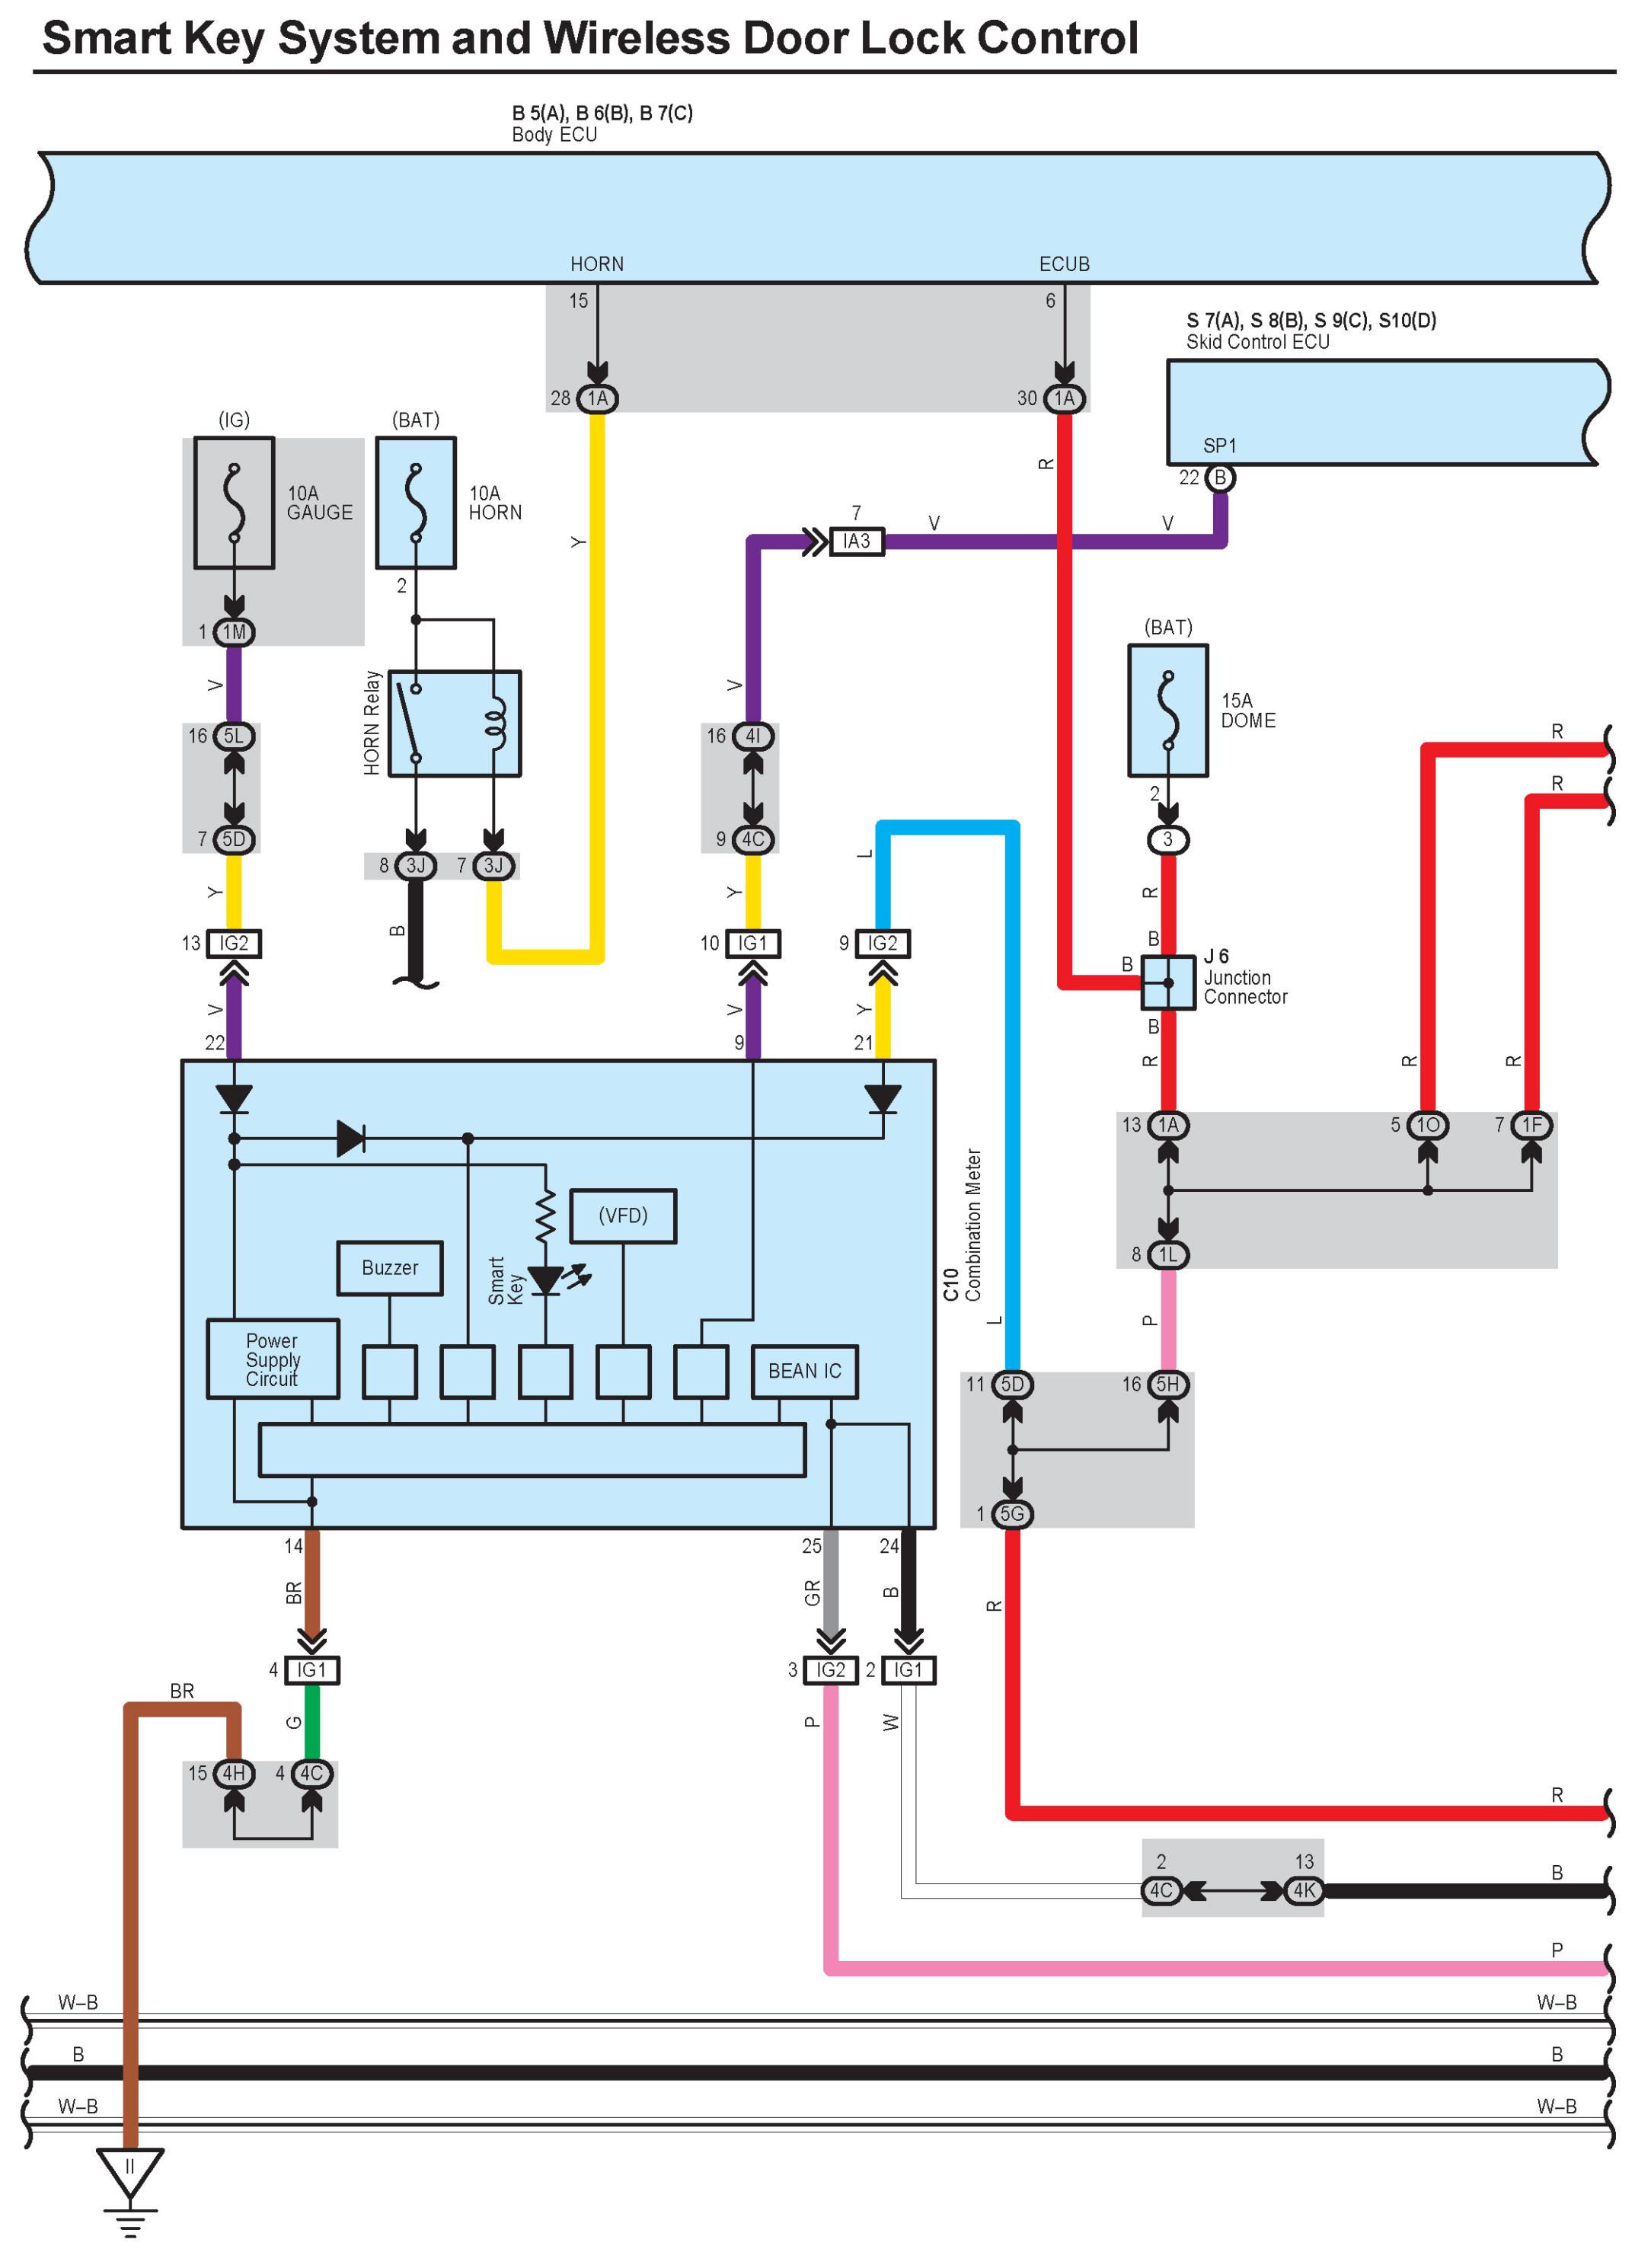 Smart Key System and Wireless Door Lock Control
B 5(A), B 6(B), B 7(C)
Body ECU
HORN
ECUB
15
6
28
1A
30
1A
S 7(A), S 8(B), S 9(C), S10(D)
Skid Control ECU
SP1
22
B
(IG)
(BAT)
10A
GAUGE
10A
HORN
R
Y
7
IA3
V
V
2
1
1M
(BAT)
V
HORN Relay
V
15A
DOME
16
5L
16
4I
R
R
2
7
5D
8
3J
7
3J
9
4C
3
L
Y
B
Y
R
13
IG2
10
IG1
9
IG2
B
B
J 6
Junction
Connector
V
V
Y
B
22
9
21
R
R
R
13
1A
5
1O
7
1F
C10
Combination Meter
(VFD)
Buzzer
Smart
Key
8
1L
Power
Supply
Circuit
BEAN IC
L
P
11
5D
16
5H
1
5G
14
25
24
BR
GR
B
R
4
IG1
3
IG2
2
IG1
BR
G
P
W
15
4H
4
4C
R
2
13
4C
4K
B
P
W–B
W–B
B
B
W–B
W–B
II